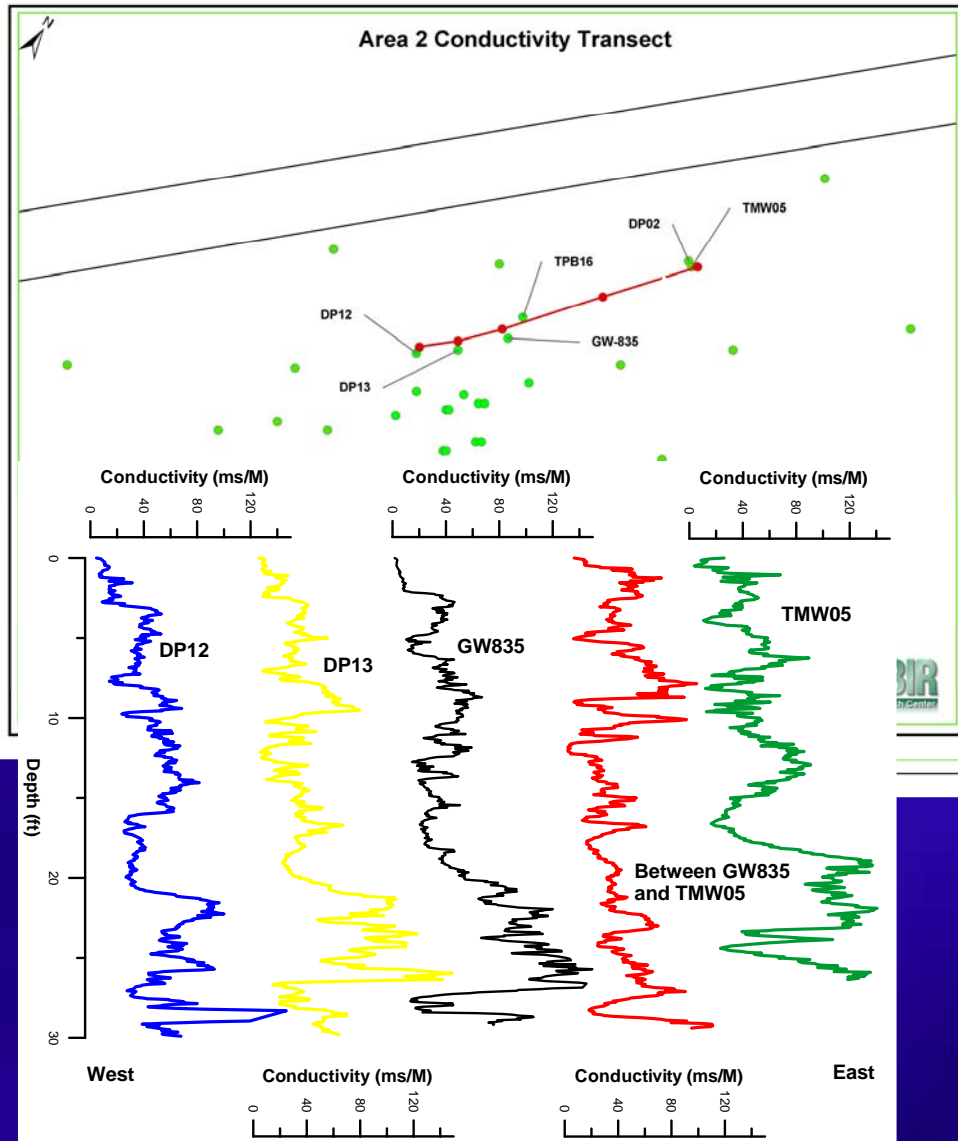 Area 2 Conductivity Transect
DP02
TMW05
TPB16
DP12
GW-835
DP13
Conductivity (ms/M)
Conductivity (ms/M)
Conductivity (ms/M)
0 40 80 120
0 40 80 120
0 40 80 120
0
10
20
30
Depth (ft)
DP12
DP13
GW835
TMW05
Between GW835
and TMW05
BIR
th Center
West
East
Conductivity (ms/M)
Conductivity (ms/M)
0 40 80 120
0 40 80 120